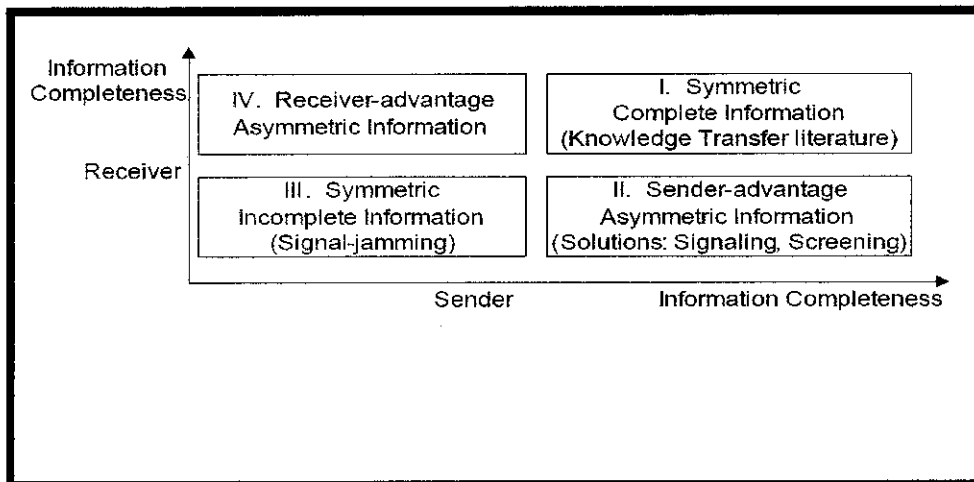 Information
Completeness
IV. Receiver-advantage
Asymmetric Information
I. Symmetric
Complete Information
(Knowledge Transfer literature)
Receiver
III. Symmetric
Incomplete Information
(Signal-jamming)
II. Sender-advantage
Asymmetric Information
(Solutions: Signaling, Screening)
Sender
Information Completeness